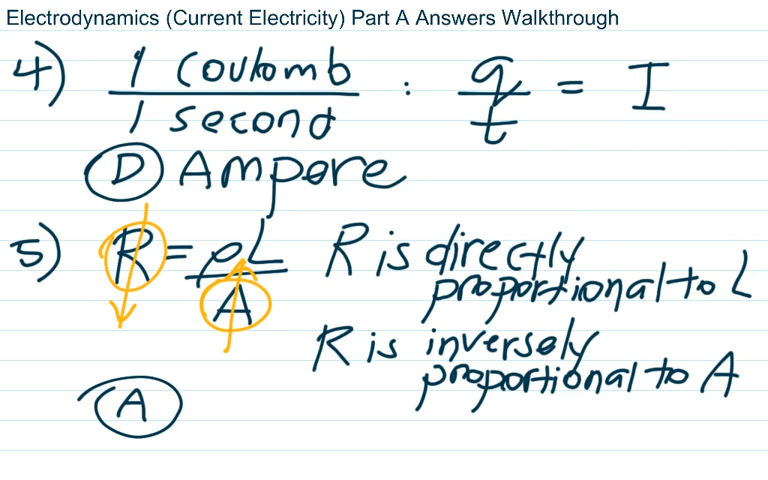 Electrodynamics (Current Electricity) Part A Answers Walkthrough
4) 1 Coulomb / 1 second : q/t = I
D Ampere
5) R = ρL/A R is directly
proportional to L
R is inversely
proportional to A
A